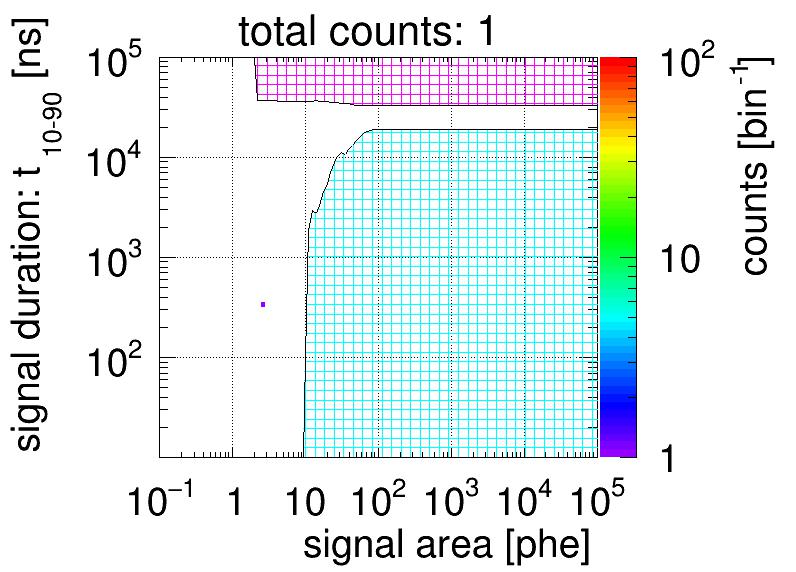 total counts: 1
signal duration: t 10-90 [ns]
10^5
10^4
10^3
10^2
10^−1 1 10 10^2 10^3 10^4 10^5
signal area [phe]
10^2
10
1
counts [bin^-1]